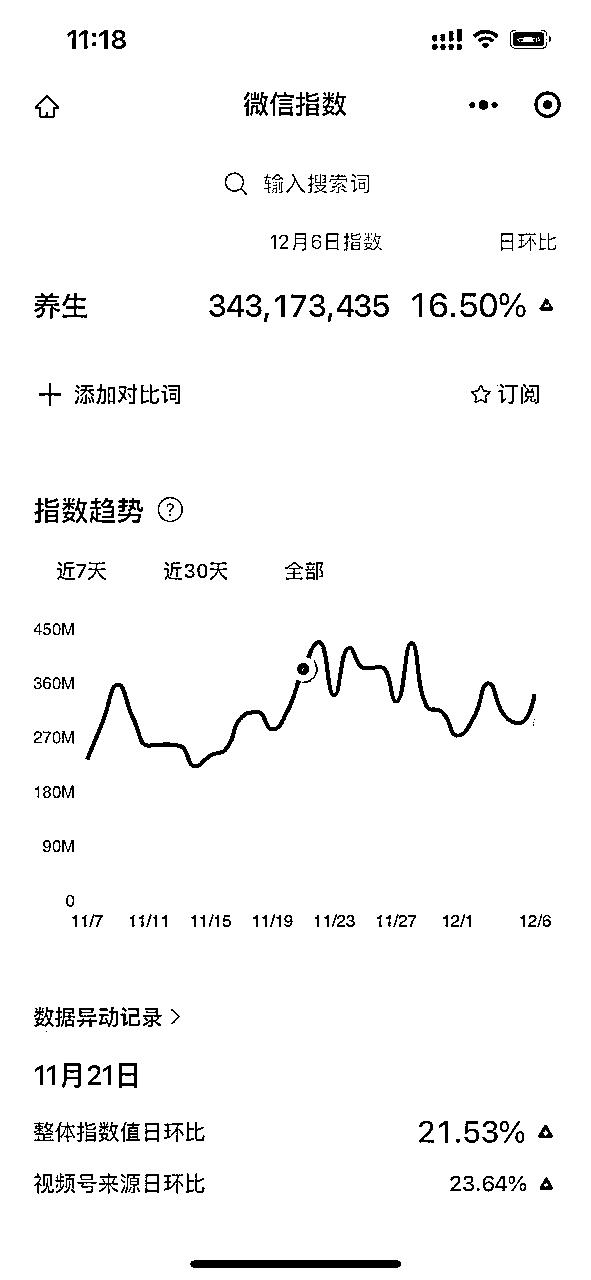 11:18
微信指数
输入搜索词
12月6日指数 日环比
养生 343,173,435 16.50%
添加对比词 订阅
指数趋势 ?
近7天 近30天 全部
450M
360M
270M
180M
90M
0
11/7 11/11 11/15 11/19 11/23 11/27 12/1 12/6
数据异动记录 >
11月21日
整体指数值日环比 21.53%
视频号来源日环比 23.64%